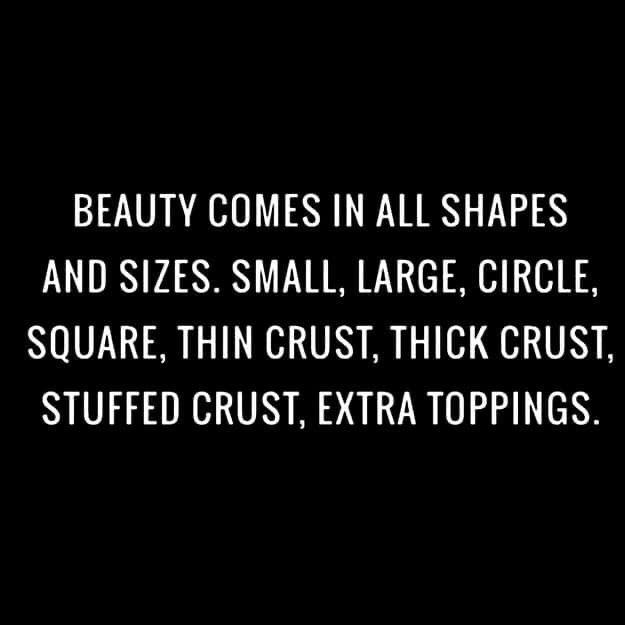 BEAUTY COMES IN ALL SHAPES
AND SIZES. SMALL, LARGE, CIRCLE,
SQUARE, THIN CRUST, THICK CRUST,
STUFFED CRUST, EXTRA TOPPINGS.